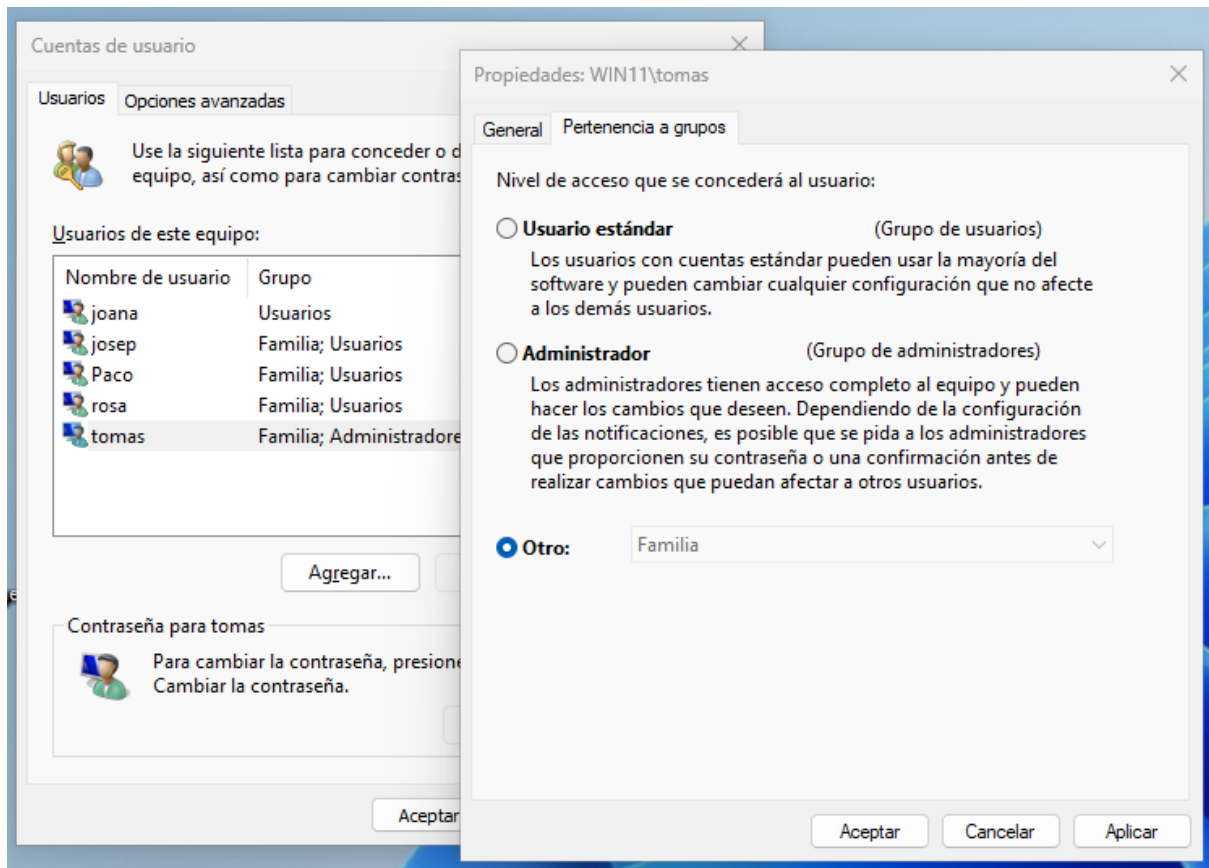 Cuentas de usuario
Usuarios
Opciones avanzadas
Use la siguiente lista para conceder o d
equipo, así como para cambiar contras
Usuarios de este equipo:
Nombre de usuario Grupo
joana Usuarios
josep Familia; Usuarios
Paco Familia; Usuarios
rosa Familia; Usuarios
tomas Familia; Administradore
Agregar...
Contraseña para tomas
Para cambiar la contraseña, presione
Cambiar la contraseña.
Aceptar
Propiedades: WIN11\tomas
General
Pertenencia a grupos
Nivel de acceso que se concederá al usuario:
Usuario estándar (Grupo de usuarios)
Los usuarios con cuentas estándar pueden usar la mayoría del
software y pueden cambiar cualquier configuración que no afecte
a los demás usuarios.
Administrador (Grupo de administradores)
Los administradores tienen acceso completo al equipo y pueden
hacer los cambios que deseen. Dependiendo de la configuración
de las notificaciones, es posible que se pida a los administradores
que proporcionen su contraseña o una confirmación antes de
realizar cambios que puedan afectar a otros usuarios.
Otro: Familia
Aceptar Cancelar Aplicar